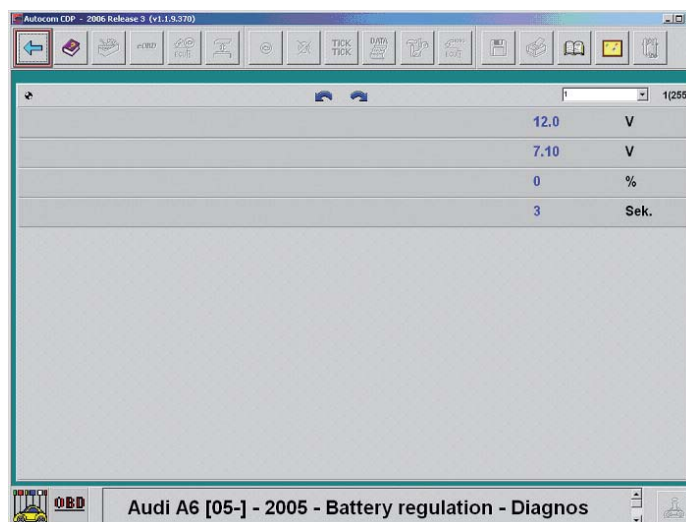 Autocom CDP - 2006 Release 3 (v1.1.9.370)
eOBD TICK TICK DATA
1 1(255
12.0 V
7.10 V
0 %
3 Sek.
OBD Audi A6 [05-] - 2005 - Battery regulation - Diagnos